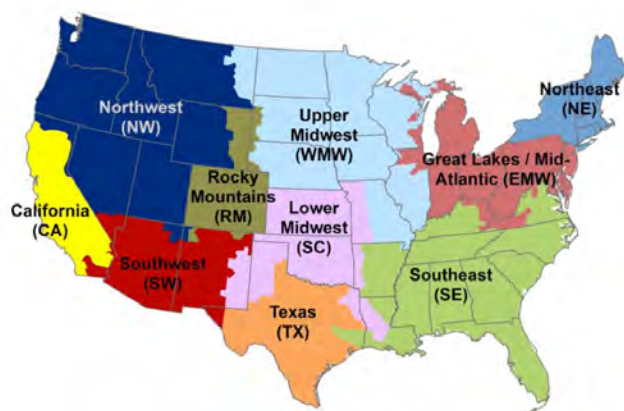 Northeast
(NE)
Northwest
(NW)
Upper
Midwest
(WMW)
Great Lakes / Mid-
Atlantic (EMW)
Rocky
Mountains
(RM)
California
(CA)
Lower
Midwest
(SC)
Southwest
(SW)
Southeast
(SE)
Texas
(TX)